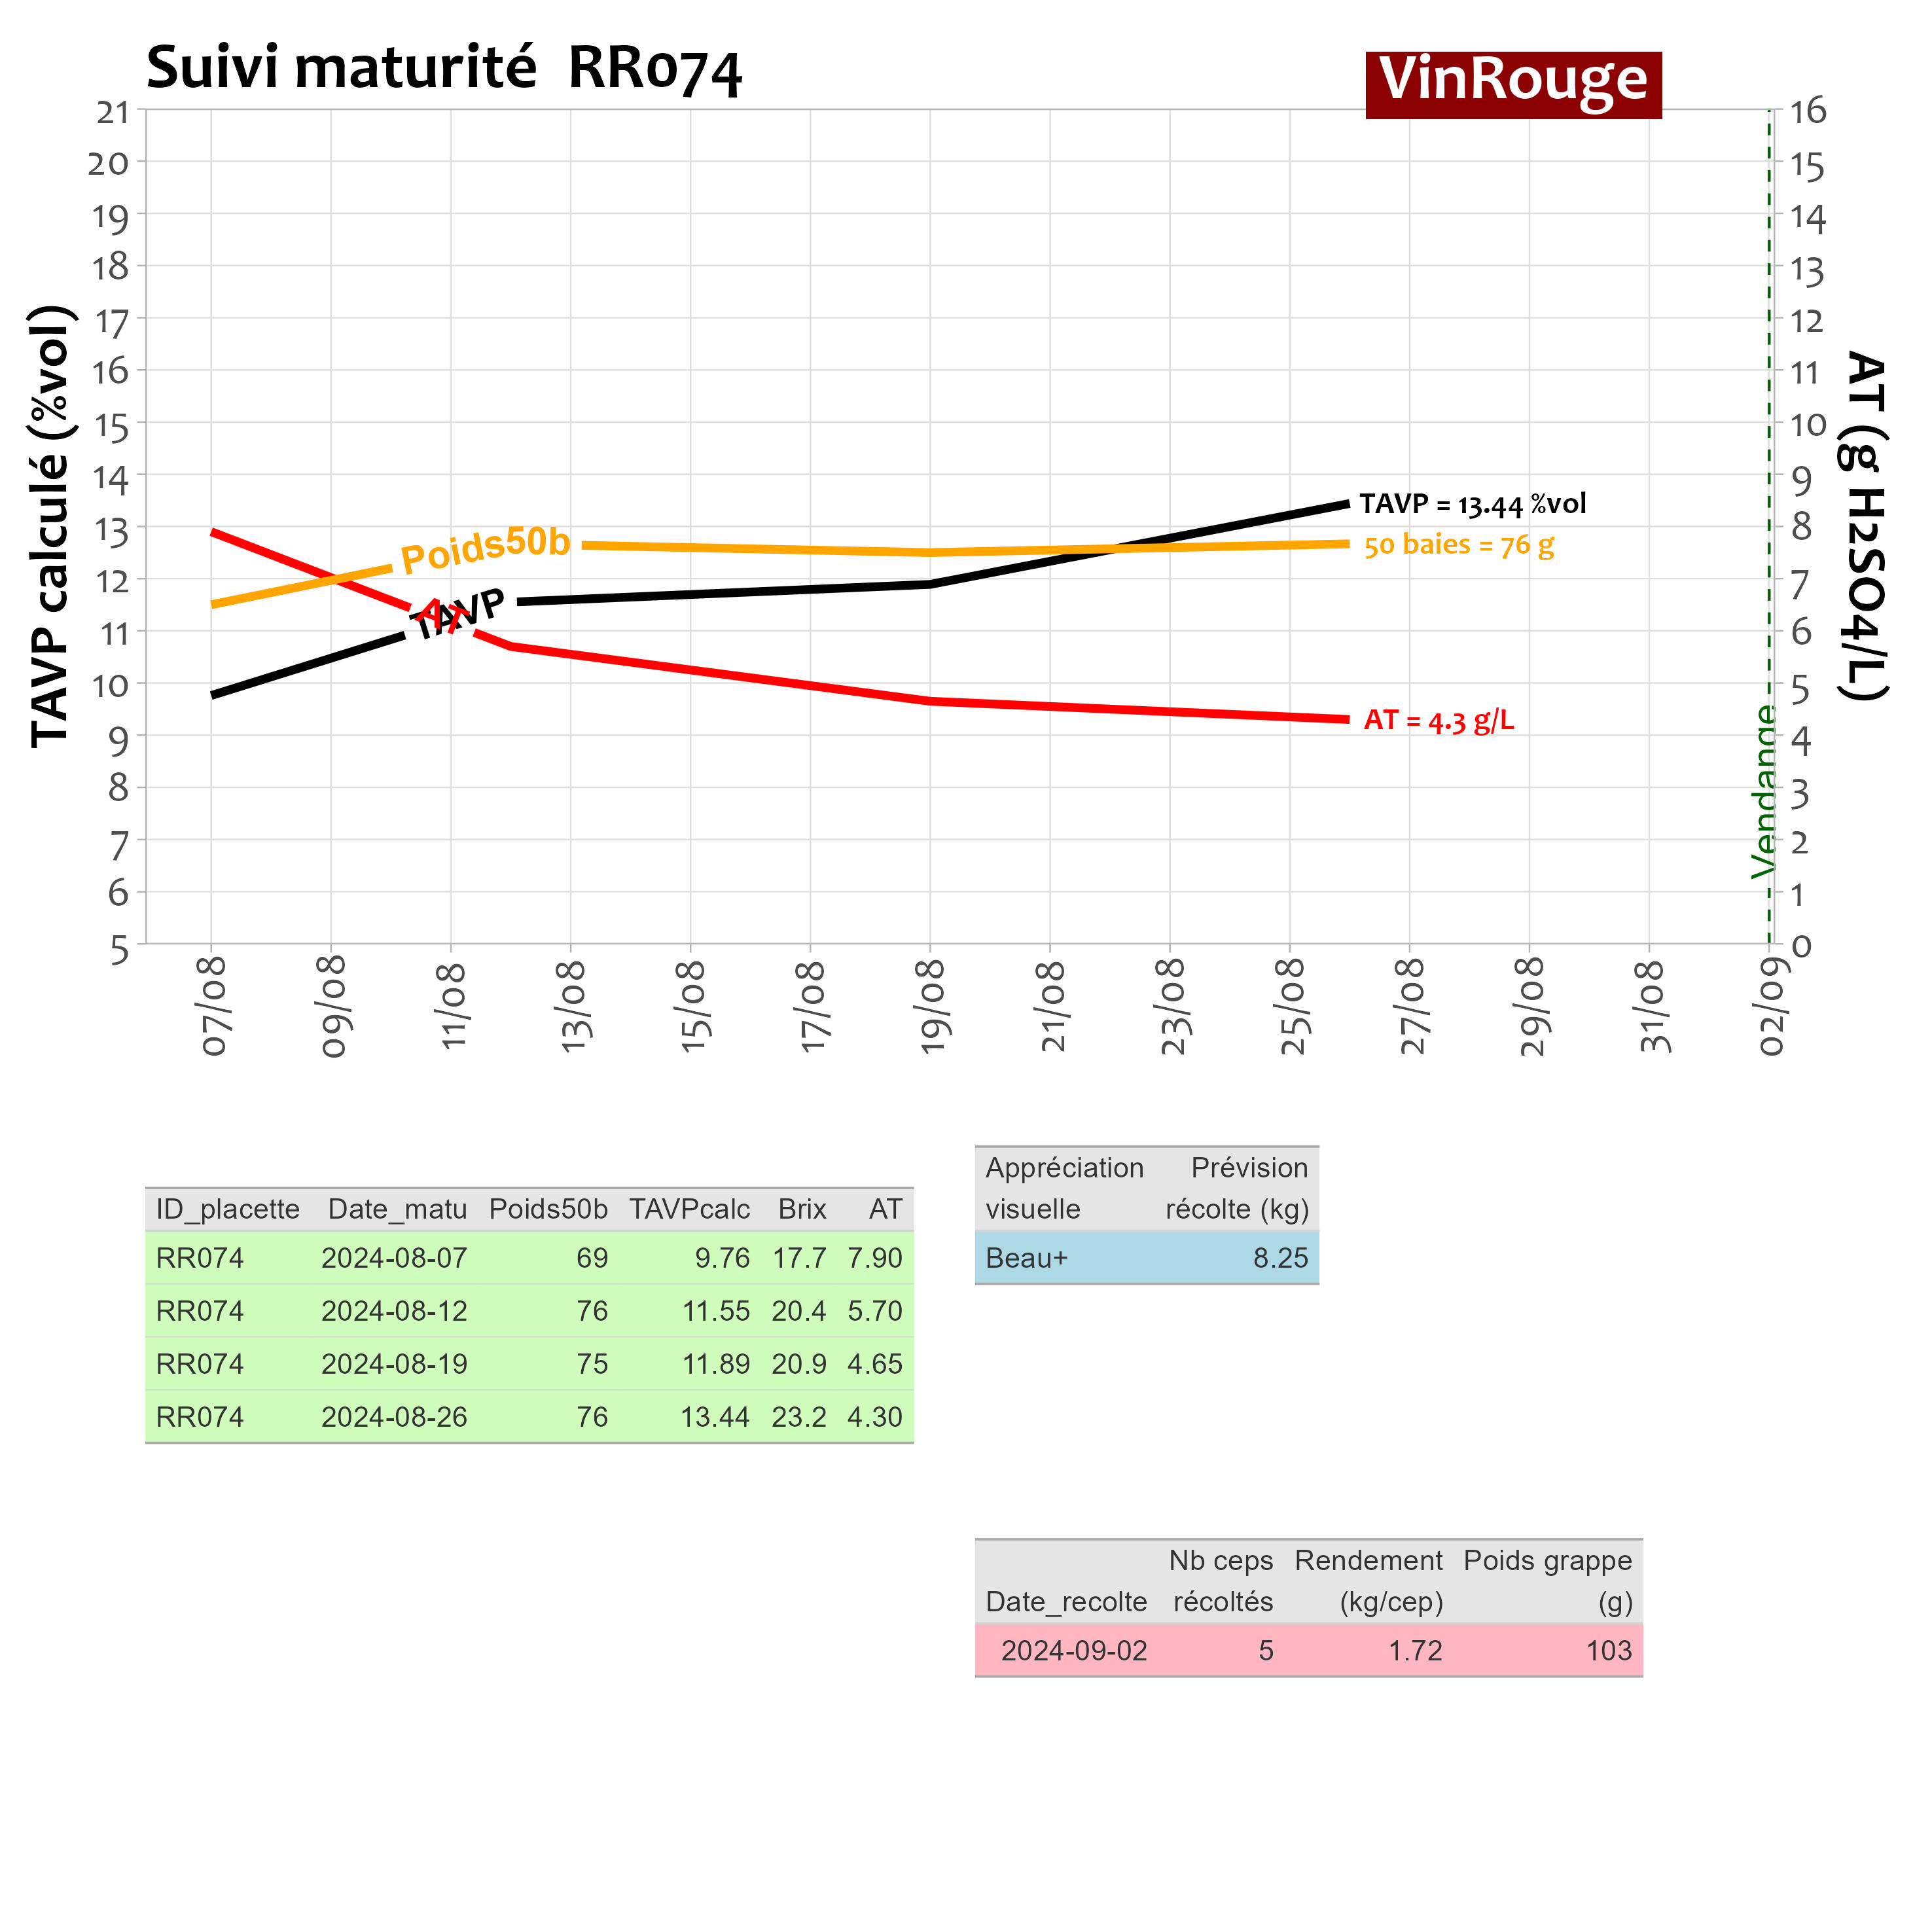 Suivi maturité  RR074
VinRouge
TAVP calculé (%vol)
21
20
19
18
17
16
15
14
13
12
11
10
9
8
7
6
5
16
15
14
13
12
11
10
9
8
7
6
5
4
3
2
1
0
AT (g H2SO4/L)
Poids50b
TAVP
AT
TAVP = 13.44 %vol
50 baies = 76 g
AT = 4.3 g/L
Vendange
07/08 09/08 11/08 13/08 15/08 17/08 19/08 21/08 23/08 25/08 27/08 29/08 31/08 02/09
ID_placette Date_matu Poids50b TAVPcalc Brix AT
RR074 2024-08-07 69 9.76 17.7 7.90
RR074 2024-08-12 76 11.55 20.4 5.70
RR074 2024-08-19 75 11.89 20.9 4.65
RR074 2024-08-26 76 13.44 23.2 4.30
Appréciation Prévision
visuelle récolte (kg)
Beau+ 8.25
Nb ceps Rendement Poids grappe
Date_recolte récoltés (kg/cep) (g)
2024-09-02 5 1.72 103